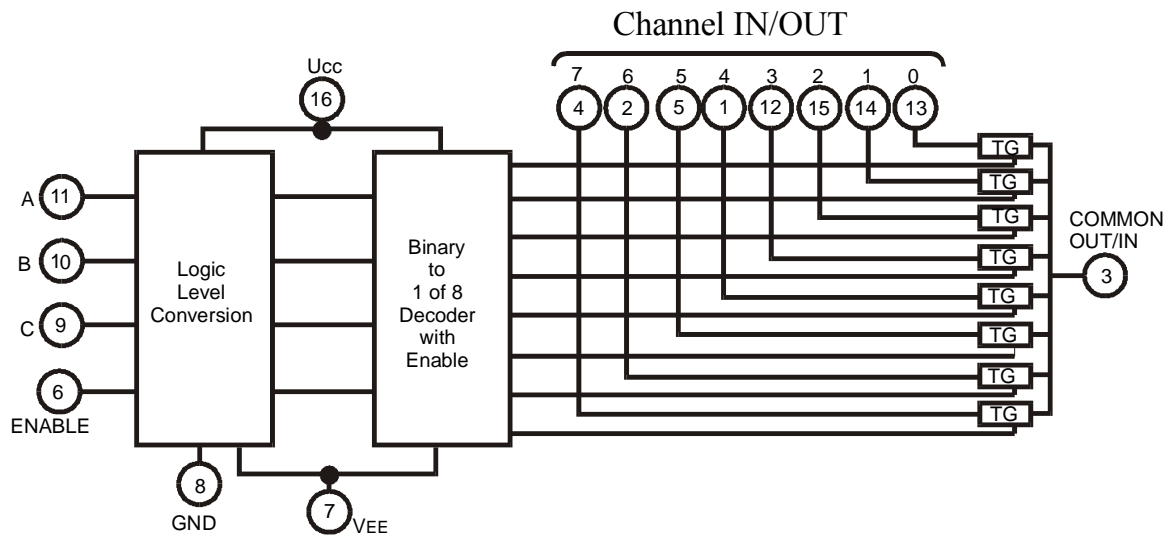 Channel IN/OUT
Ucc
16
7 6 5 4 3 2 1 0
4 2 5 1 12 15 14 13
TG
TG
TG
TG
TG
TG
TG
TG
A 11
B 10
C 9
6
ENABLE
Logic
Level
Conversion
Binary
to
1 of 8
Decoder
with
Enable
COMMON
OUT/IN
3
8
GND
7
VEE